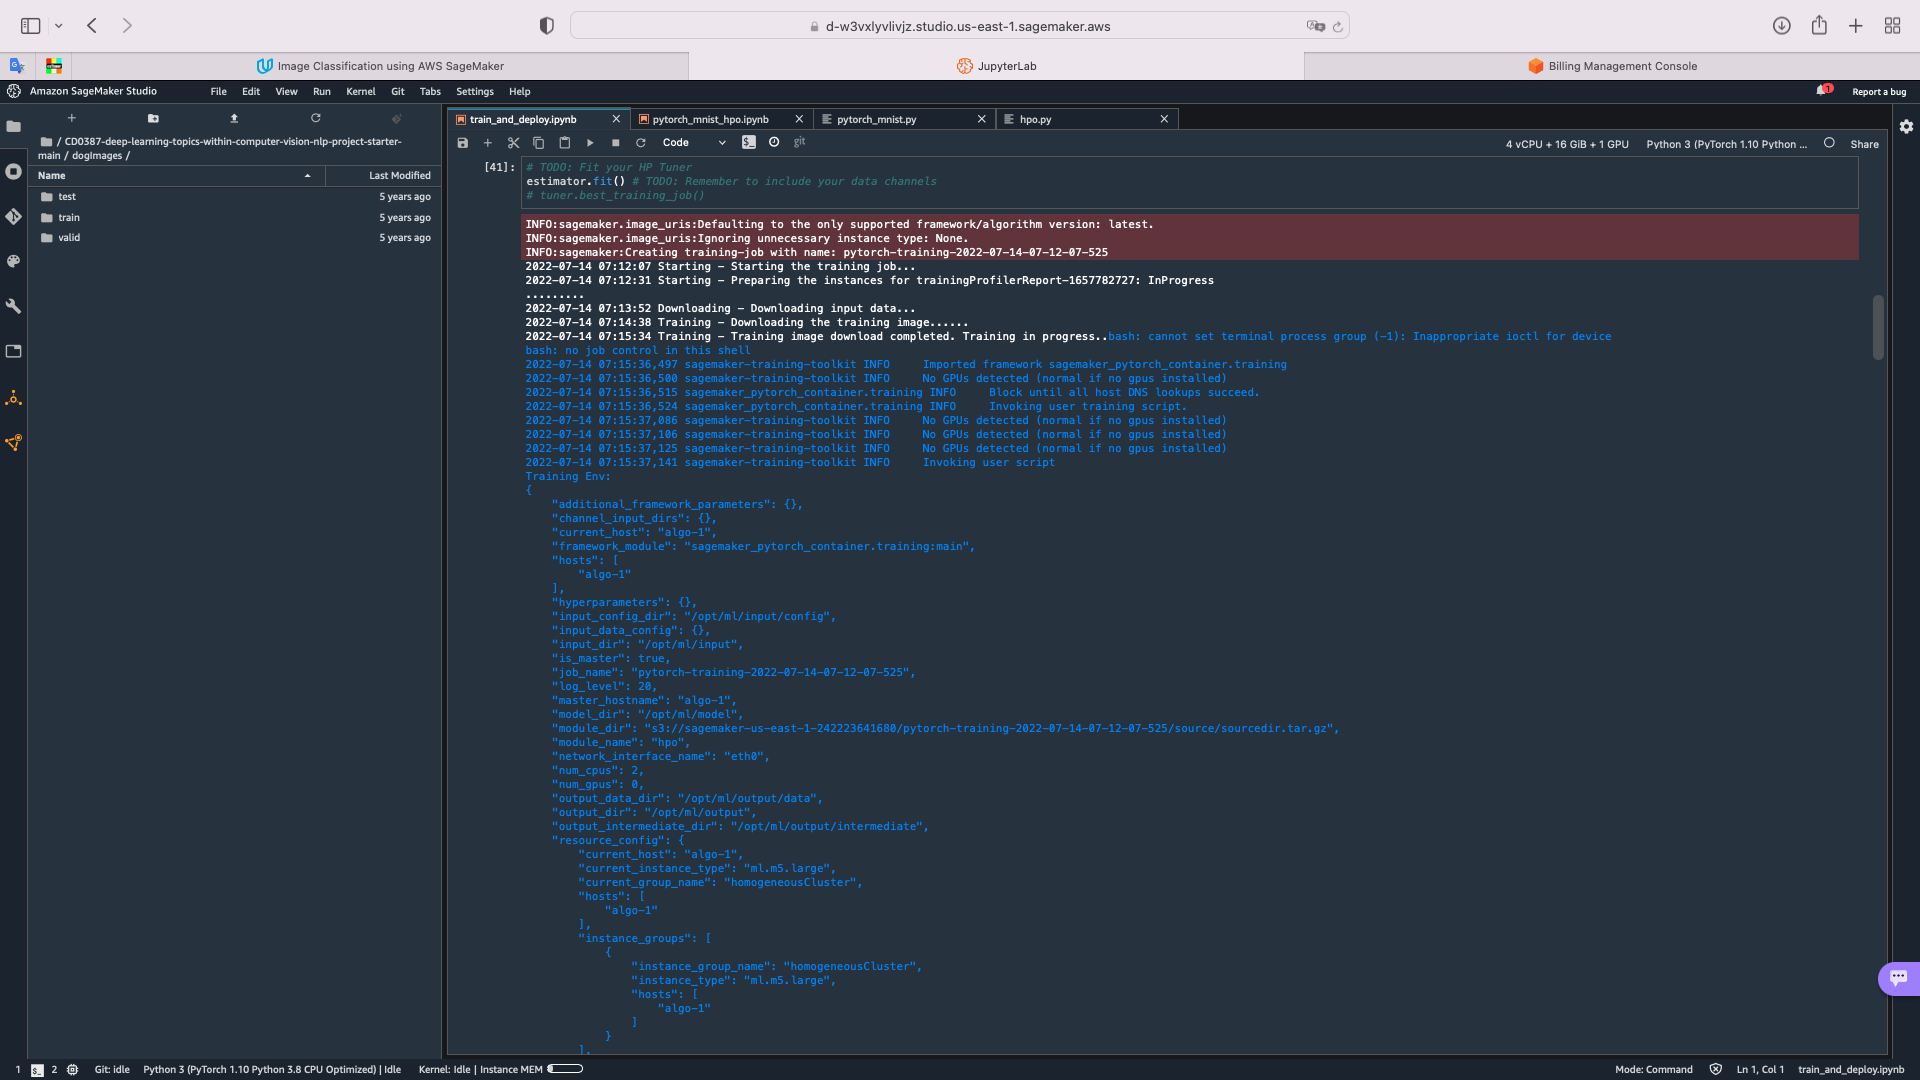 d-w3vxlyvlivjz.studio.us-east-1.sagemaker.aws
Image Classification using AWS SageMaker
JupyterLab
Billing Management Console
Amazon SageMaker Studio
File Edit View Run Kernel Git Tabs Settings Help
1
Report a bug
/ CD0387-deep-learning-topics-within-computer-vision-nlp-project-starter-
main / dogImages /
Name Last Modified
test 5 years ago
train 5 years ago
valid 5 years ago
train_and_deploy.ipynb
pytorch_mnist_hpo.ipynb
pytorch_mnist.py
hpo.py
Code
git
4 vCPU + 16 GiB + 1 GPU
Python 3 (PyTorch 1.10 Python ...
Share
[41]:
# TODO: Fit your HP Tuner
estimator.fit() # TODO: Remember to include your data channels
# tuner.best_training_job()
INFO:sagemaker.image_uris:Defaulting to the only supported framework/algorithm version: latest.
INFO:sagemaker.image_uris:Ignoring unnecessary instance type: None.
INFO:sagemaker:Creating training-job with name: pytorch-training-2022-07-14-07-12-07-525
2022-07-14 07:12:07 Starting - Starting the training job...
2022-07-14 07:12:31 Starting - Preparing the instances for trainingProfilerReport-1657782727: InProgress
.........
2022-07-14 07:13:52 Downloading - Downloading input data...
2022-07-14 07:14:38 Training - Downloading the training image......
2022-07-14 07:15:34 Training - Training image download completed. Training in progress..bash: cannot set terminal process group (-1): Inappropriate ioctl for device
bash: no job control in this shell
2022-07-14 07:15:36,497 sagemaker-training-toolkit INFO     Imported framework sagemaker_pytorch_container.training
2022-07-14 07:15:36,500 sagemaker-training-toolkit INFO     No GPUs detected (normal if no gpus installed)
2022-07-14 07:15:36,515 sagemaker_pytorch_container.training INFO     Block until all host DNS lookups succeed.
2022-07-14 07:15:36,524 sagemaker_pytorch_container.training INFO     Invoking user training script.
2022-07-14 07:15:37,086 sagemaker-training-toolkit INFO     No GPUs detected (normal if no gpus installed)
2022-07-14 07:15:37,106 sagemaker-training-toolkit INFO     No GPUs detected (normal if no gpus installed)
2022-07-14 07:15:37,125 sagemaker-training-toolkit INFO     No GPUs detected (normal if no gpus installed)
2022-07-14 07:15:37,141 sagemaker-training-toolkit INFO     Invoking user script
Training Env:
{
    "additional_framework_parameters": {},
    "channel_input_dirs": {},
    "current_host": "algo-1",
    "framework_module": "sagemaker_pytorch_container.training:main",
    "hosts": [
        "algo-1"
    ],
    "hyperparameters": {},
    "input_config_dir": "/opt/ml/input/config",
    "input_data_config": {},
    "input_dir": "/opt/ml/input",
    "is_master": true,
    "job_name": "pytorch-training-2022-07-14-07-12-07-525",
    "log_level": 20,
    "master_hostname": "algo-1",
    "model_dir": "/opt/ml/model",
    "module_dir": "s3://sagemaker-us-east-1-242223641680/pytorch-training-2022-07-14-07-12-07-525/source/sourcedir.tar.gz",
    "module_name": "hpo",
    "network_interface_name": "eth0",
    "num_cpus": 2,
    "num_gpus": 0,
    "output_data_dir": "/opt/ml/output/data",
    "output_dir": "/opt/ml/output",
    "output_intermediate_dir": "/opt/ml/output/intermediate",
    "resource_config": {
        "current_host": "algo-1",
        "current_instance_type": "ml.m5.large",
        "current_group_name": "homogeneousCluster",
        "hosts": [
            "algo-1"
        ],
        "instance_groups": [
            {
                "instance_group_name": "homogeneousCluster",
                "instance_type": "ml.m5.large",
                "hosts": [
                    "algo-1"
                ]
            }
        ],
1 2 Git: idle Python 3 (PyTorch 1.10 Python 3.8 CPU Optimized) | Idle Kernel: Idle | Instance MEM Mode: Command Ln 1, Col 1 train_and_deploy.ipynb